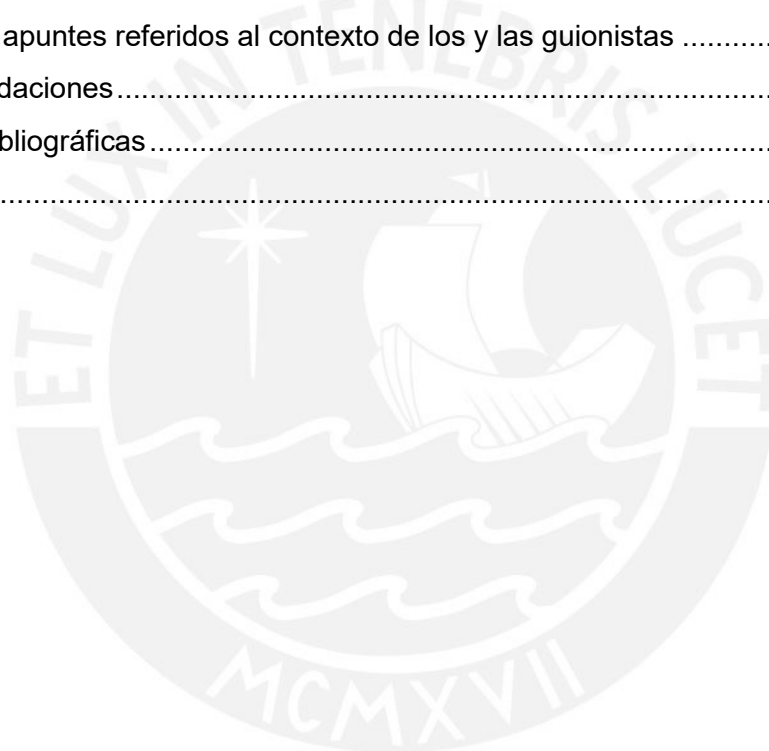 apuntes referidos al contexto de los y las guionistas ...........
daciones....................................................................................
bliográficas................................................................................
..................................................................................................
ET LUX IN TENEBRIS LUCET
MCMXVII